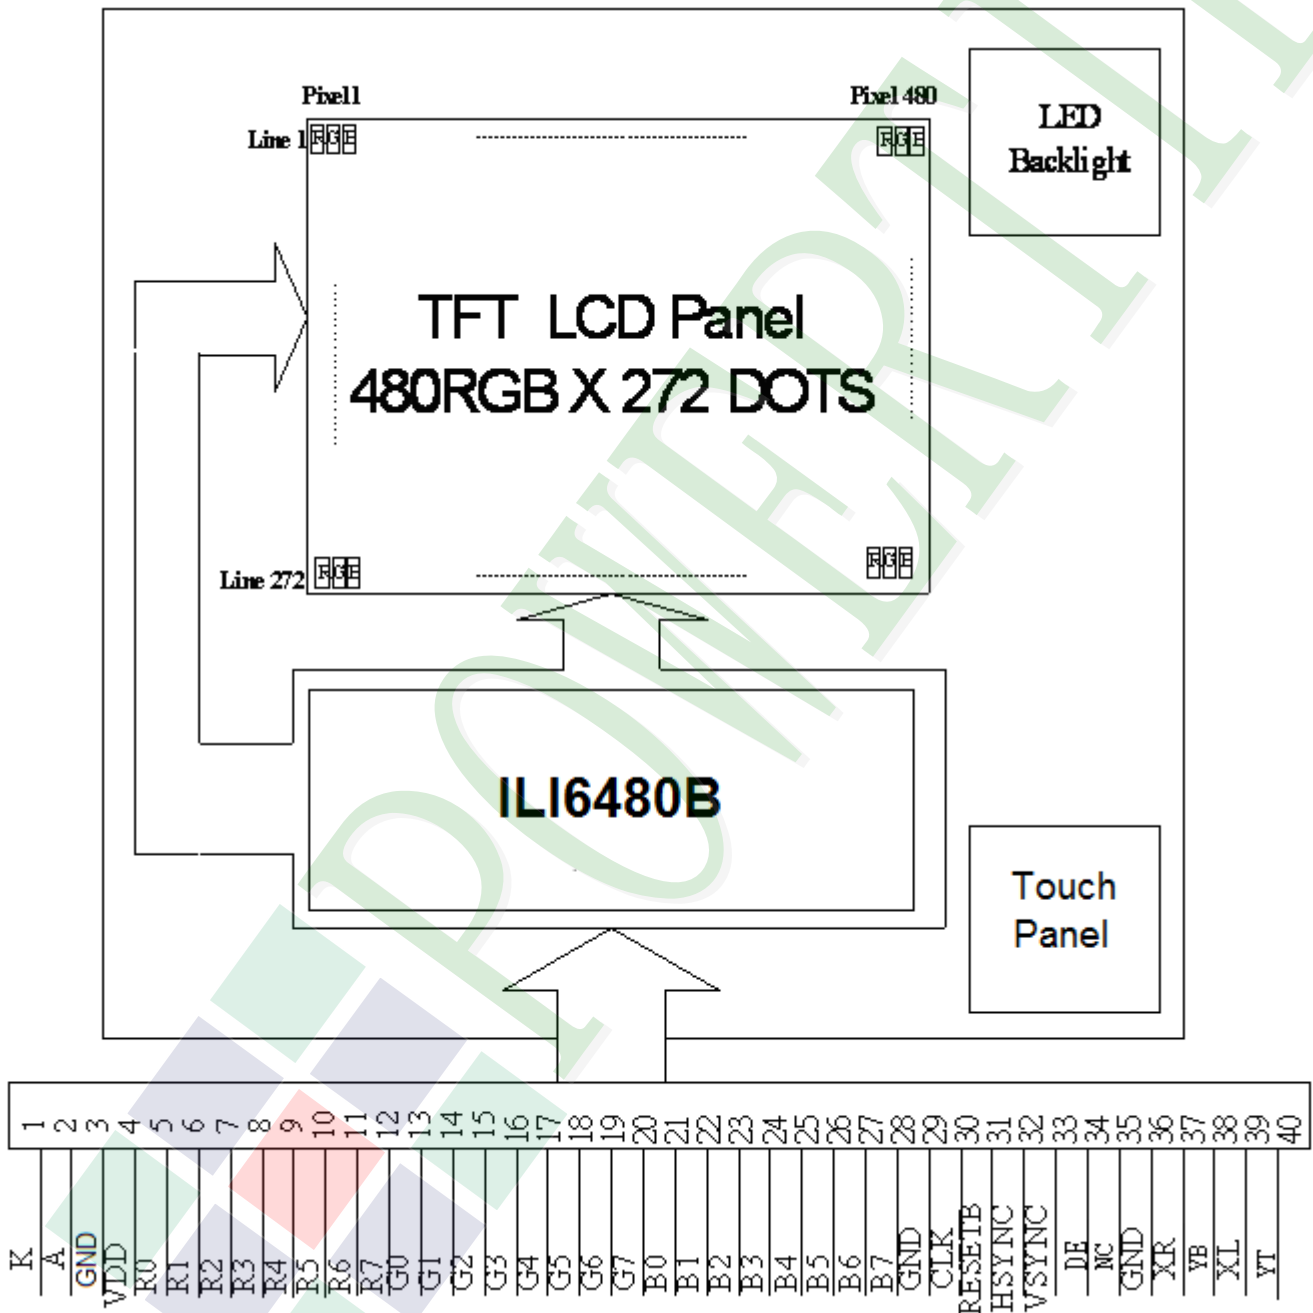 Pixel1
Pixel 480
LED
Backlight
Line 1
R G B
R G B
TFT LCD Panel
480RGB X 272 DOTS
Line 272
R G B
R G B
ILI6480B
Touch
Panel
1 2 3 4 5 6 7 8 9 10 11 12 13 14 15 16 17 18 19 20 21 22 23 24 25 26 27 28 29 30 31 32 33 34 35 36 37 38 39 40
K A GND VDD R0 R1 R2 R3 R4 R5 R6 R7 G0 G1 G2 G3 G4 G5 G6 G7 B0 B1 B2 B3 B4 B5 B6 B7 GND CLK RESETB HSYNC VSYNC DE NC GND XR YB XL YT
POWERTI